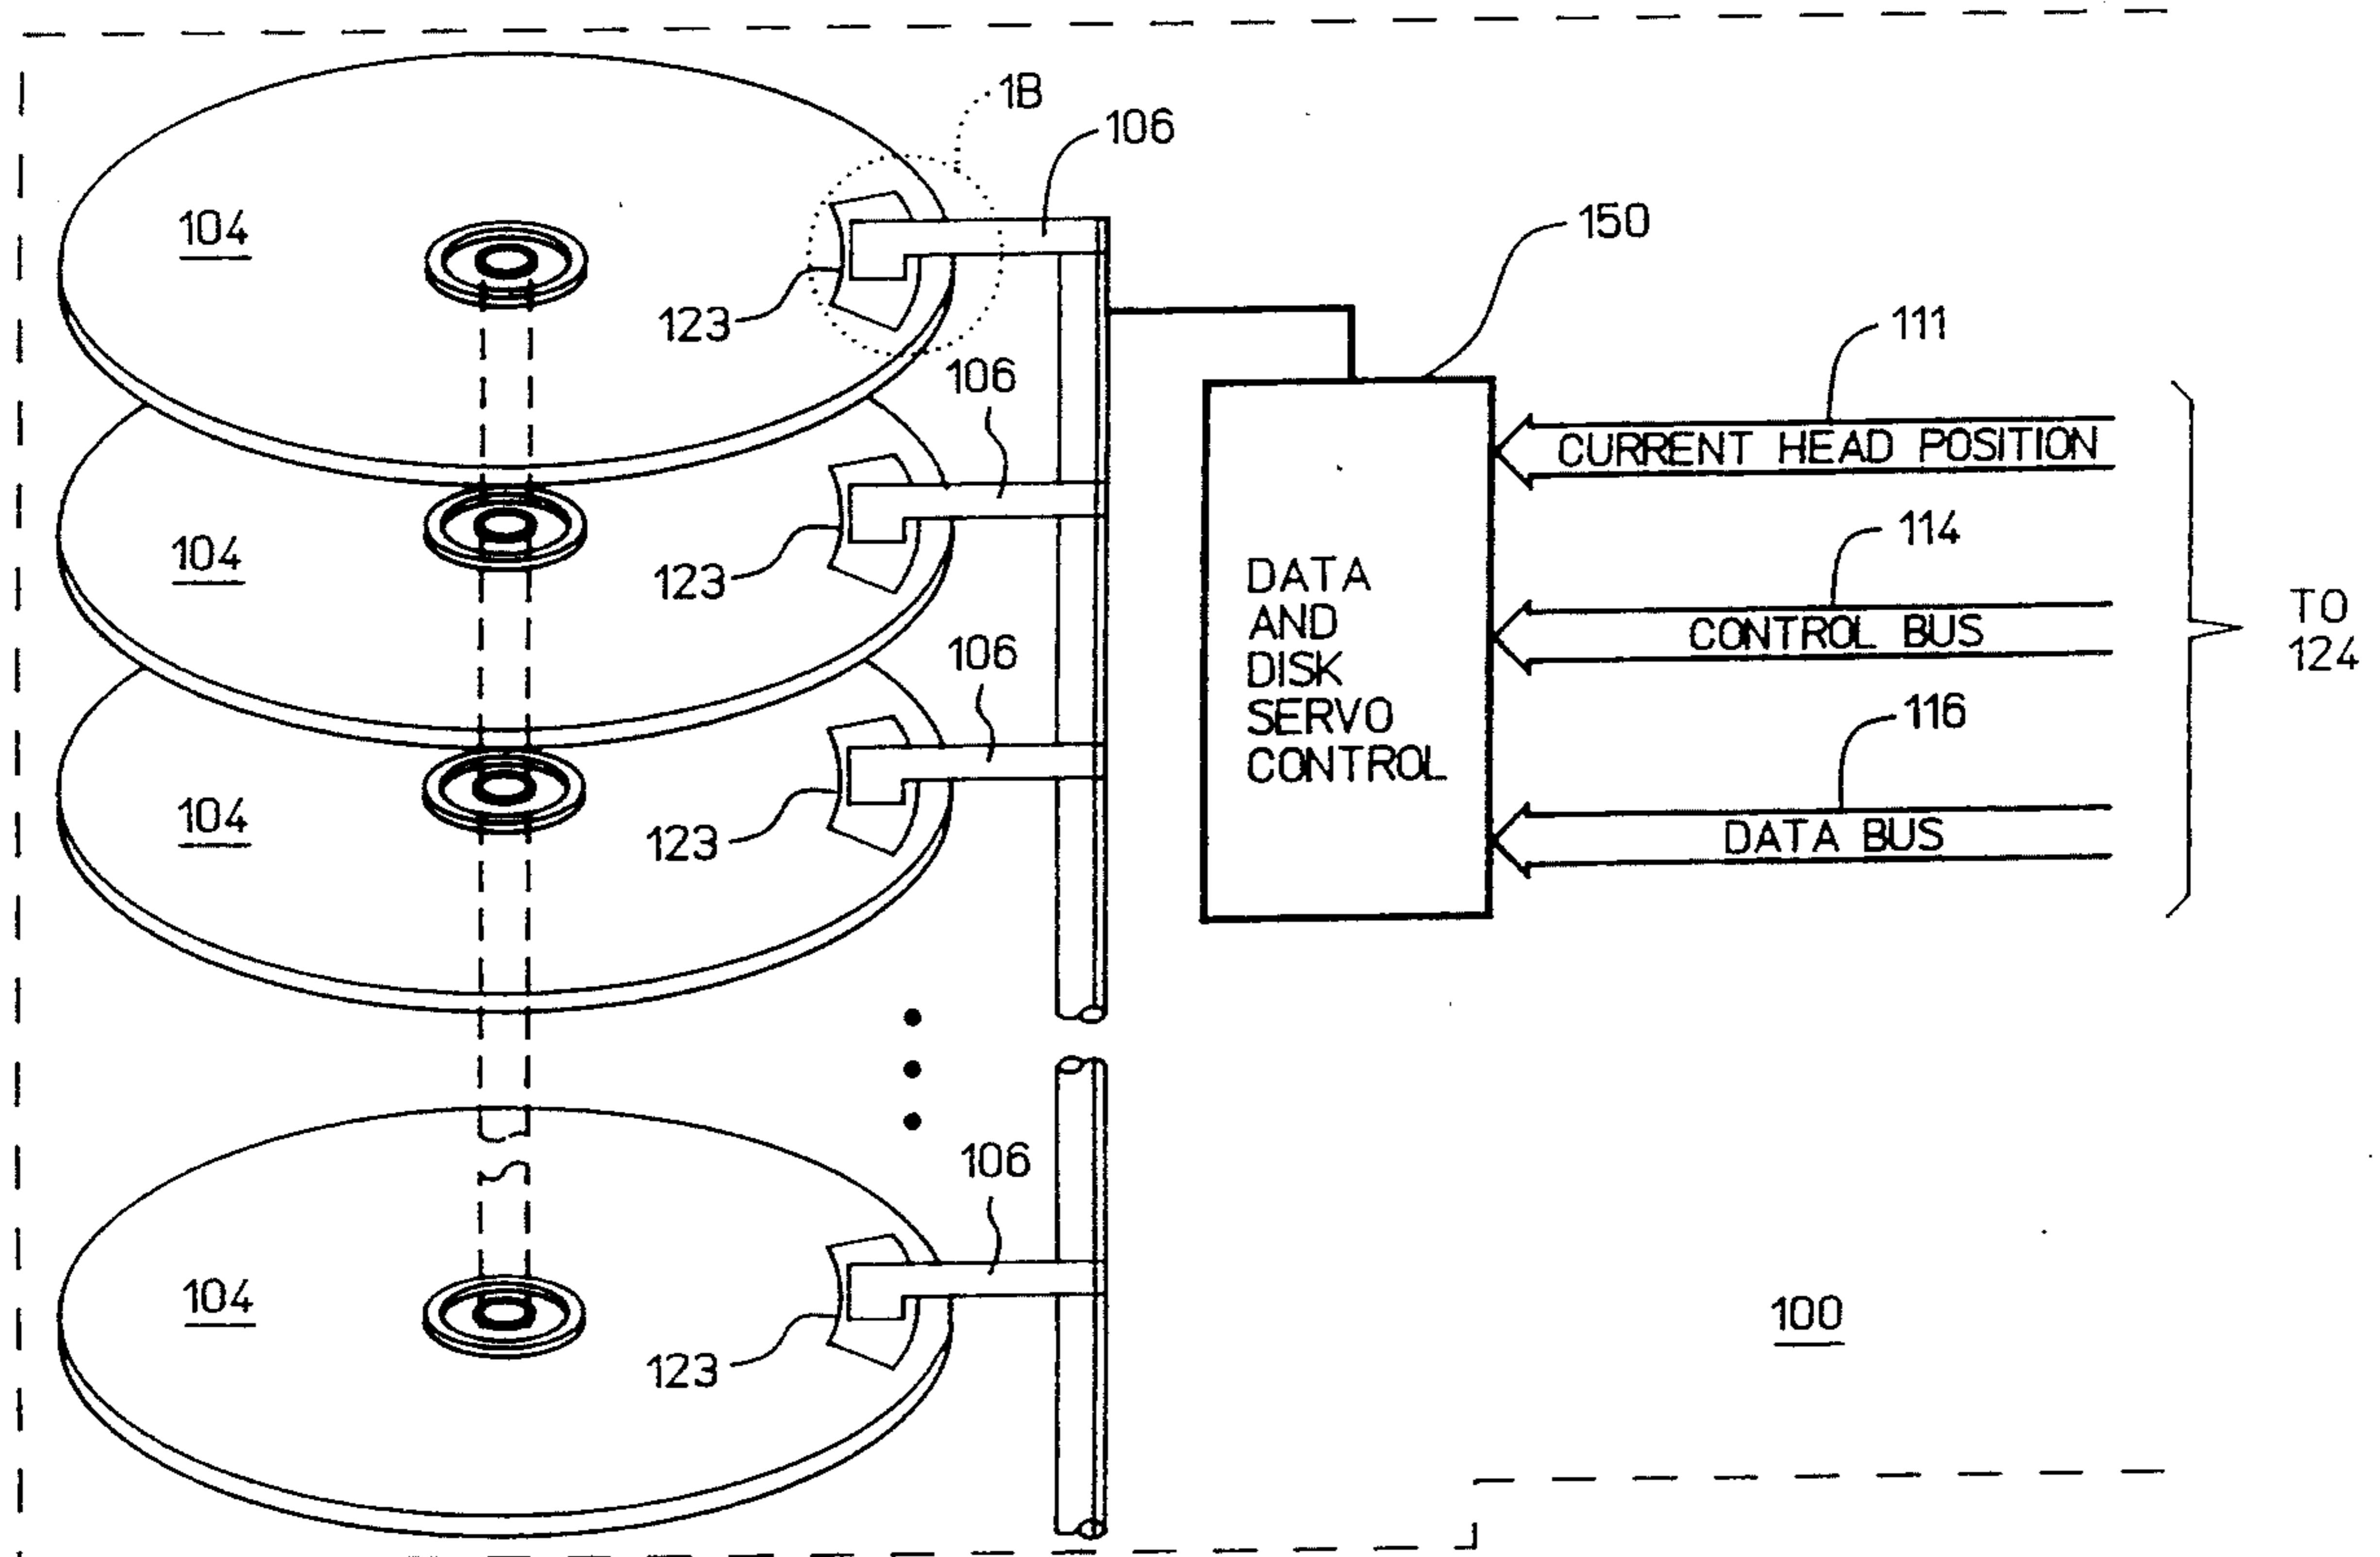 1B
106
104
150
123
111
106
CURRENT HEAD POSITION
104
114
123
DATA
AND
DISK
SERVO
CONTROL
CONTROL BUS
TO
124
106
116
104
123
DATA BUS
106
104
123
100